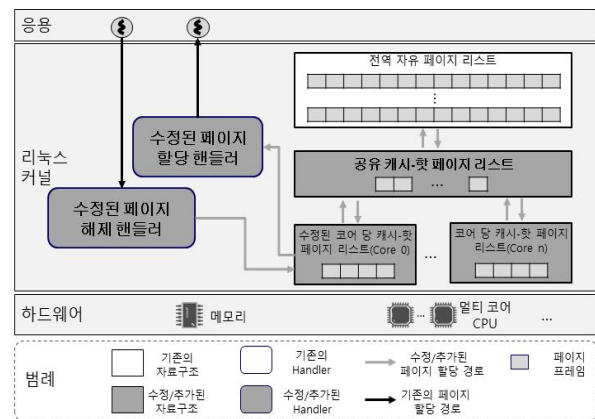 응용
전역 자유 페이지 리스트
수정된 페이지
할당 핸들러
리눅스
커널
공유 캐시-핫 페이지 리스트
...
수정된 페이지
해제 핸들러
수정된 코어 당 캐시-핫
페이지 리스트(Core 0)
...
코어 당 캐시-핫 페이지
리스트(Core n)
하드웨어
메모리
...
멀티 코어
CPU
...
범례
기존의
자료구조
기존의
Handler
수정/추가된
페이지 할당 경로
페이지
프레임
수정/추가된
자료구조
수정/추가된
Handler
기존의 페이지
할당 경로